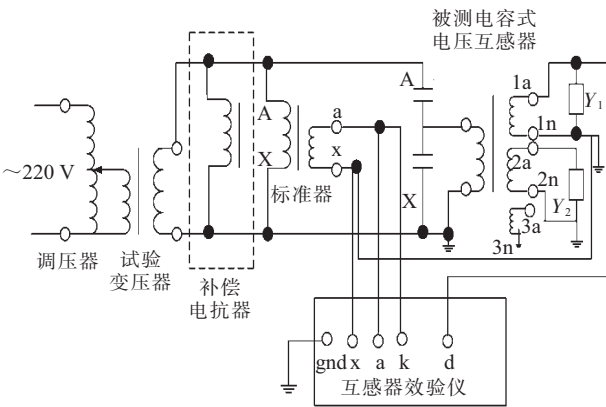 被测电容式
电压互感器
A
1a
Y1
A
a
1n
X
x
2a
~220 V
标准器
X
2n
Y2
3a
调压器
试验
变压器
3n
补偿
电抗器
gnd x a k d
互感器效验仪